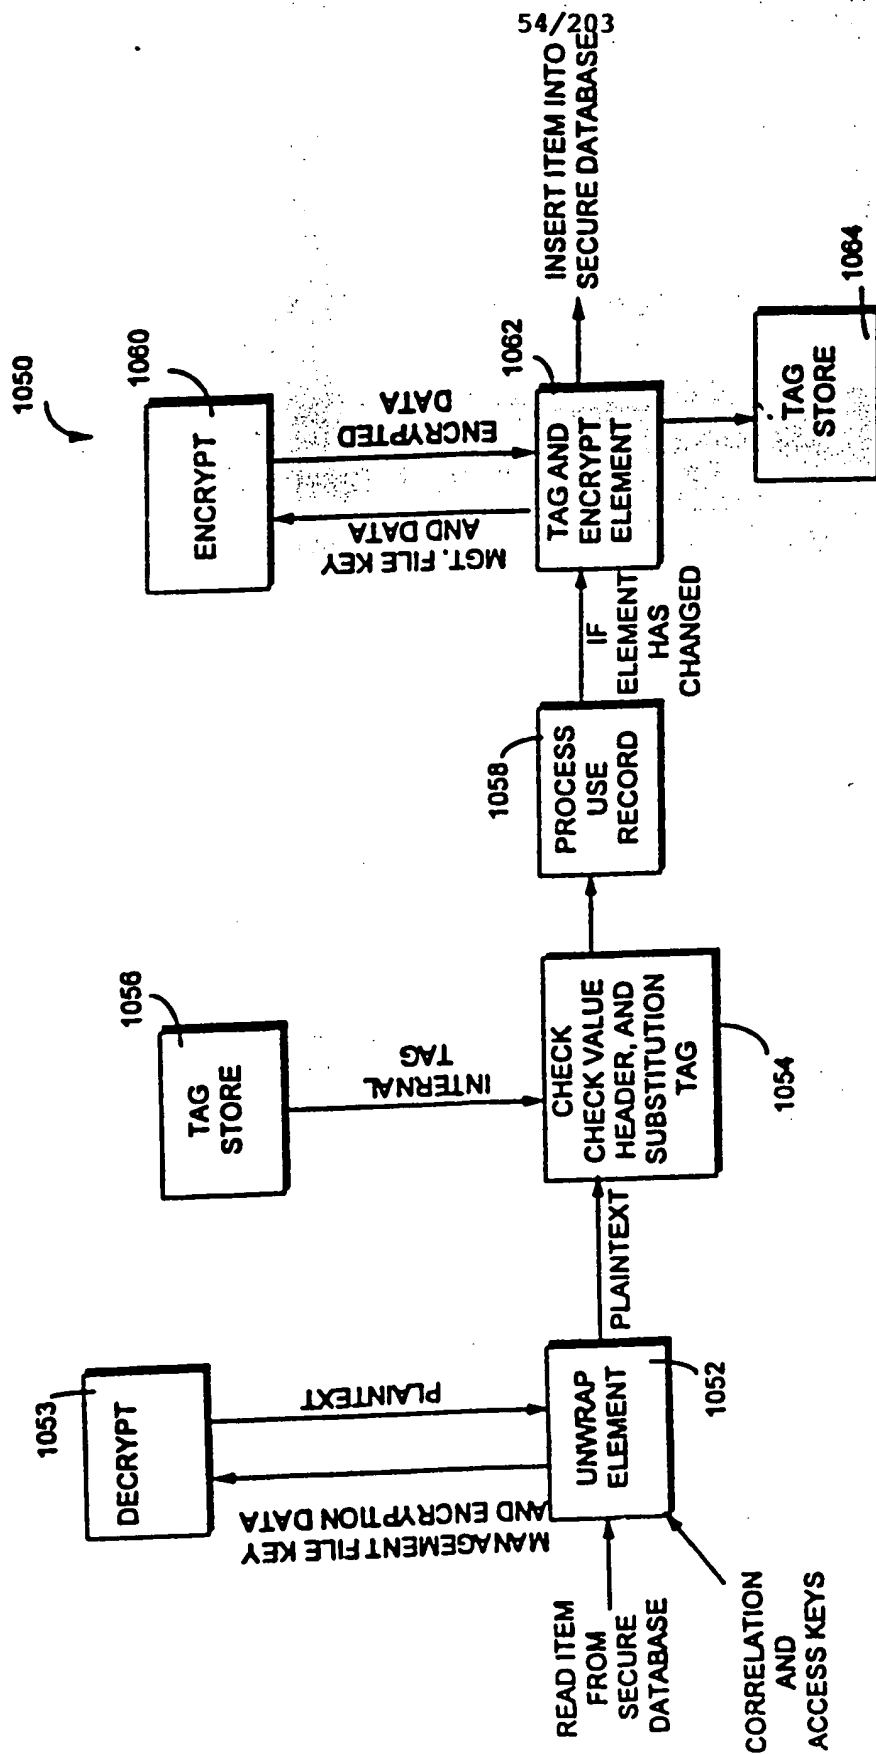 54/203
1050
1053
DECRYPT
MANAGEMENT FILE KEY
AND ENCRYPTION DATA
PLAINTEXT
READ ITEM
FROM
SECURE
DATABASE
CORRELATION
AND
ACCESS KEYS
UNWRAP
ELEMENT
1052
PLAINTEXT
1056
TAG
STORE
INTERNAL
TAG
CHECK
CHECK VALUE
HEADER, AND
SUBSTITUTION
TAG
1054
1058
PROCESS
USE
RECORD
IF
ELEMENT
HAS
CHANGED
1060
ENCRYPT
MGT. FILE KEY
AND DATA
ENCRYPTED
DATA
1062
TAG AND
ENCRYPT
ELEMENT
INSERT ITEM INTO
SECURE DATABASE
TAG
STORE
1064